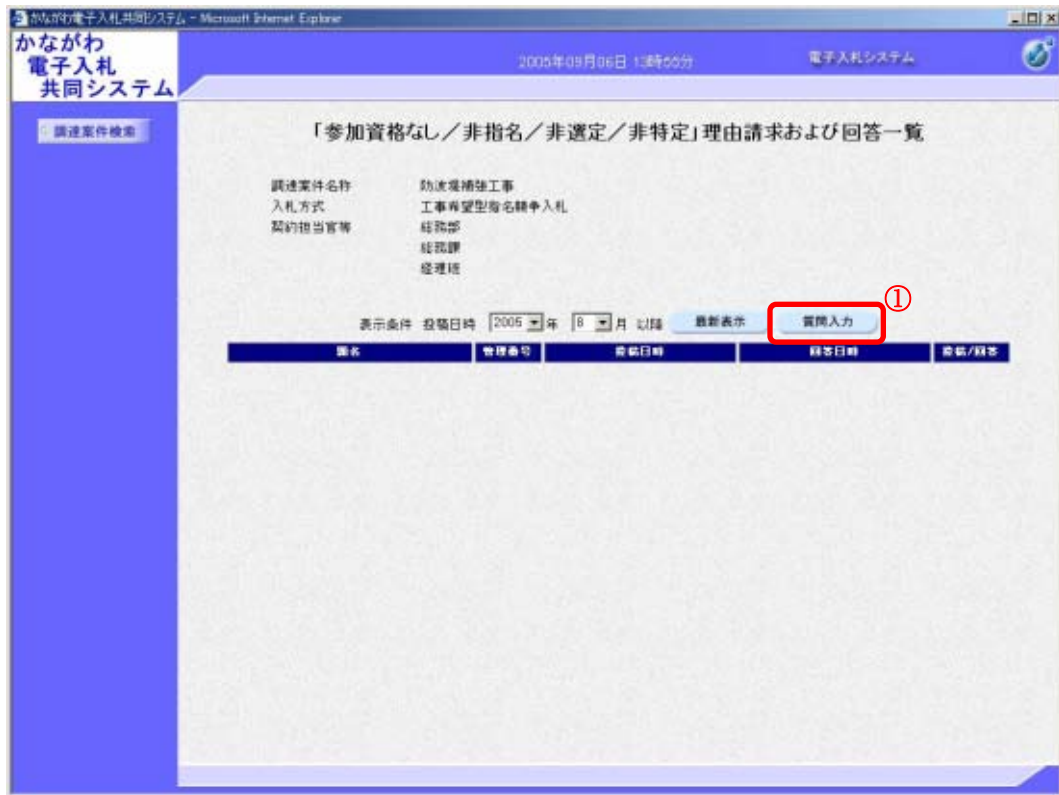 かながわ電子入札共同システム - Microsoft Internet Explorer
かながわ
電子入札
共同システム
2005年09月06日 13時55分
電子入札システム
調達案件検索
「参加資格なし／非指名／非選定／非特定」理由請求および回答一覧
調達案件名称 防波堤補強工事
入札方式 工事希望型指名競争入札
契約担当官等 総務部
総務課
経理班
①
表示条件 投稿日時 2005 年 8 月 以降 最新表示 質問入力
題名 管理番号 投稿日時 回答日時 投稿/回答